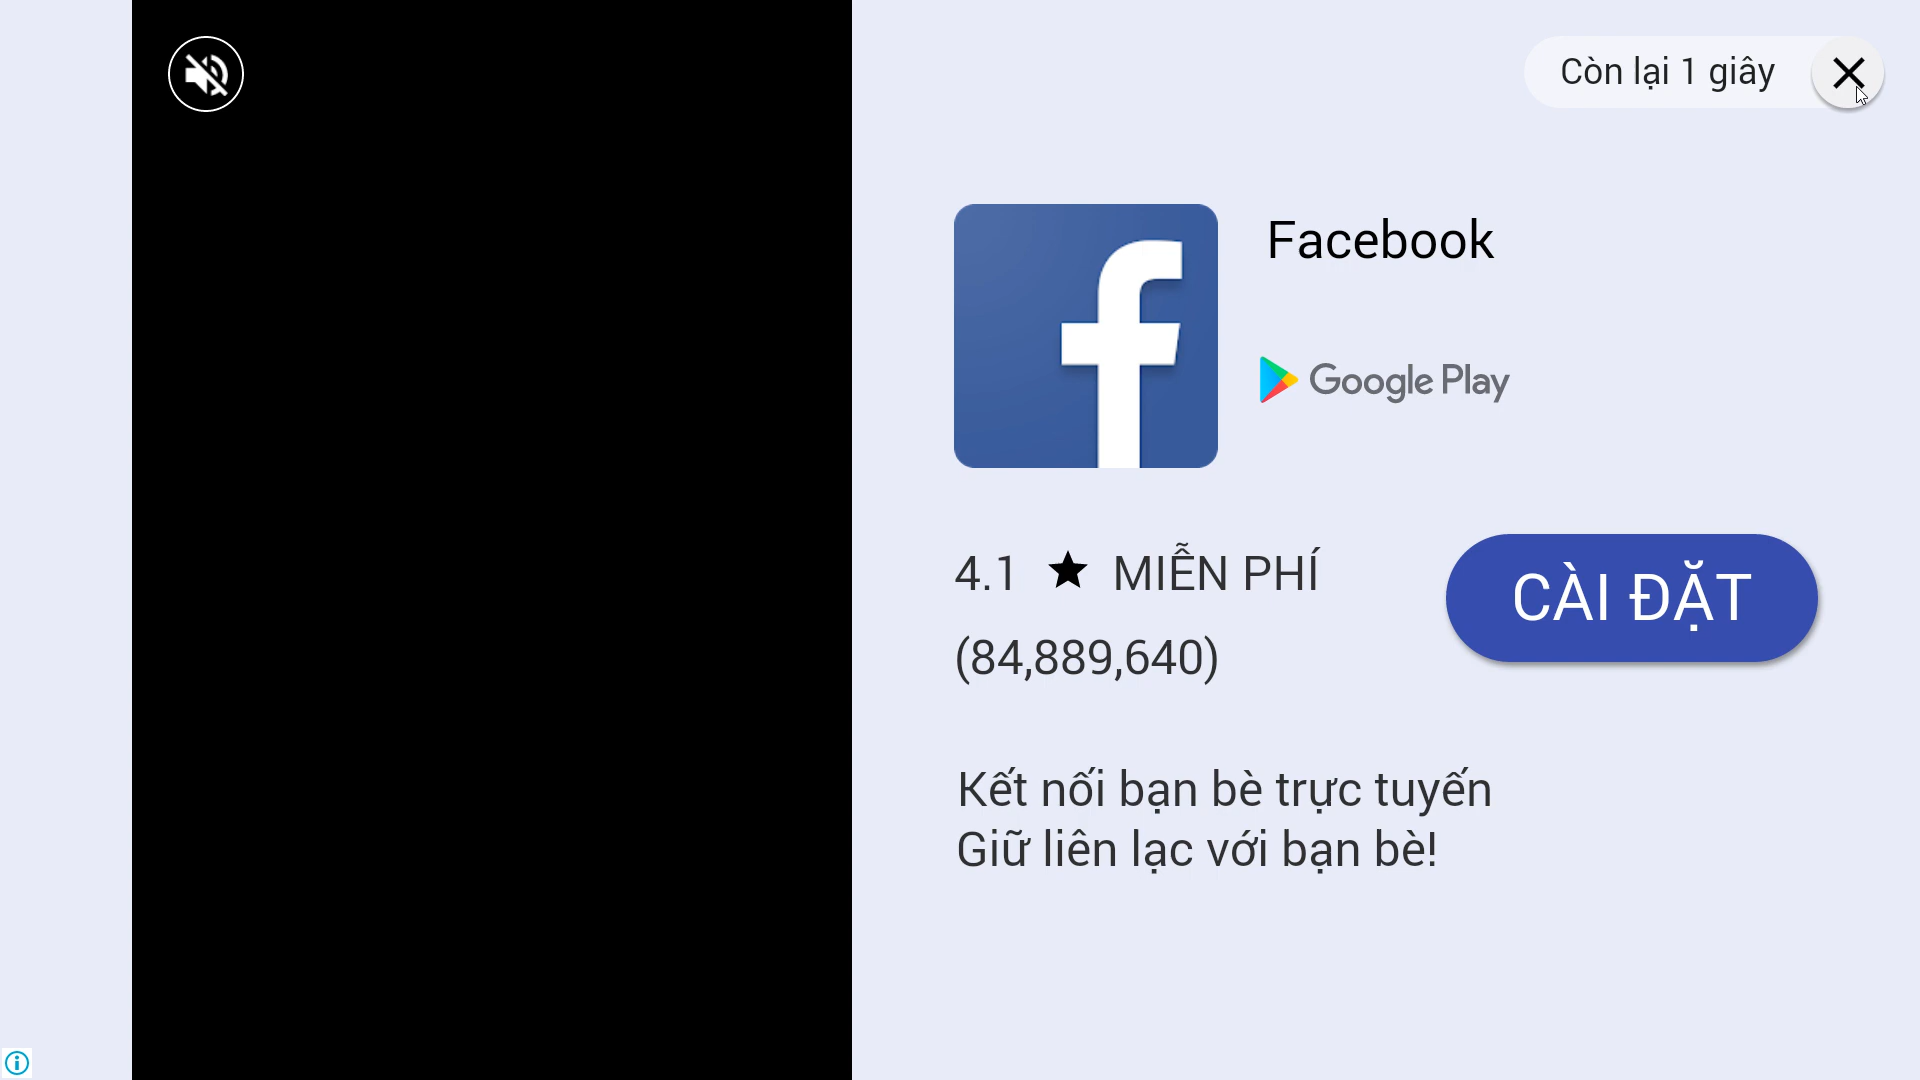 Còn lại 1 giây
Facebook
Google Play
4.1 ★ MIỄN PHÍ
(84,889,640)
CÀI ĐẶT
Kết nối bạn bè trực tuyến
Giữ liên lạc với bạn bè!